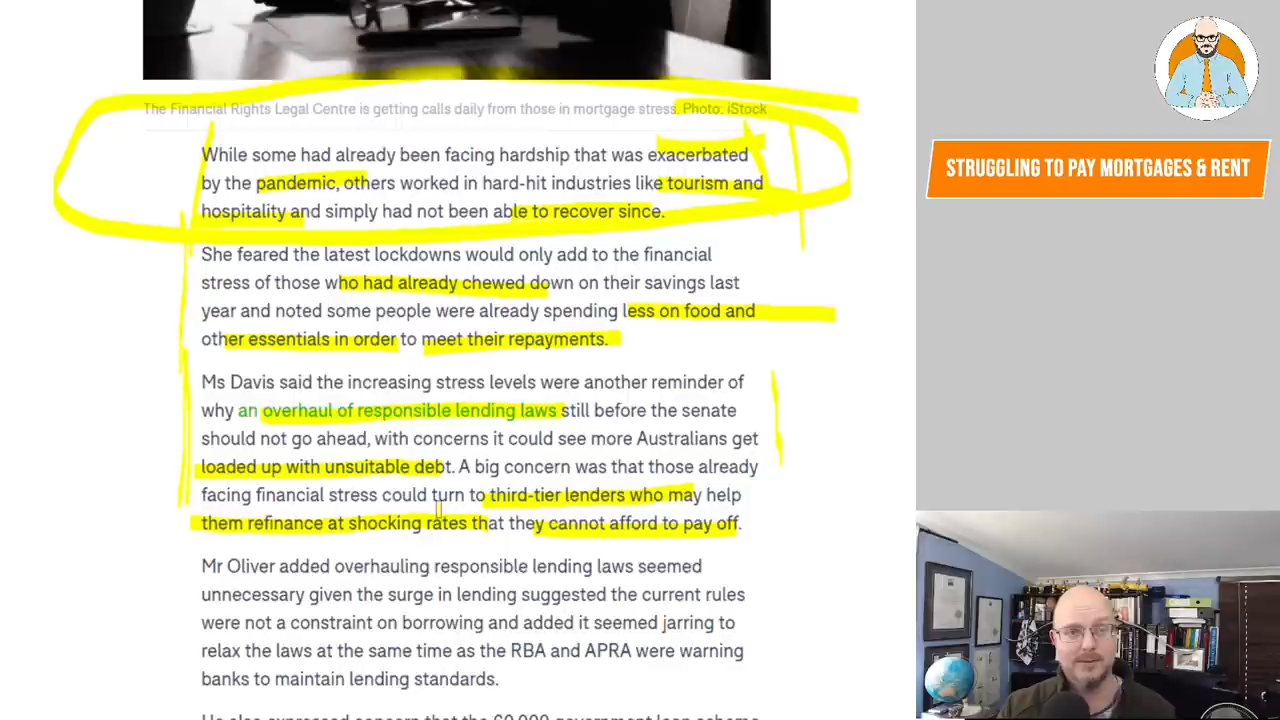 The Financial Rights Legal Centre is getting calls daily from those in mortgage stress. Photo: iStock
While some had already been facing hardship that was exacerbated
by the pandemic, others worked in hard-hit industries like tourism and
hospitality and simply had not been able to recover since.
She feared the latest lockdowns would only add to the financial
stress of those who had already chewed down on their savings last
year and noted some people were already spending less on food and
other essentials in order to meet their repayments.
Ms Davis said the increasing stress levels were another reminder of
why an overhaul of responsible lending laws still before the senate
should not go ahead, with concerns it could see more Australians get
loaded up with unsuitable debt. A big concern was that those already
facing financial stress could turn to third-tier lenders who may help
them refinance at shocking rates that they cannot afford to pay off.
Mr Oliver added overhauling responsible lending laws seemed
unnecessary given the surge in lending suggested the current rules
were not a constraint on borrowing and added it seemed jarring to
relax the laws at the same time as the RBA and APRA were warning
banks to maintain lending standards.
He also expressed concern that the 60,000 government loan scheme
STRUGGLING TO PAY MORTGAGES & RENT